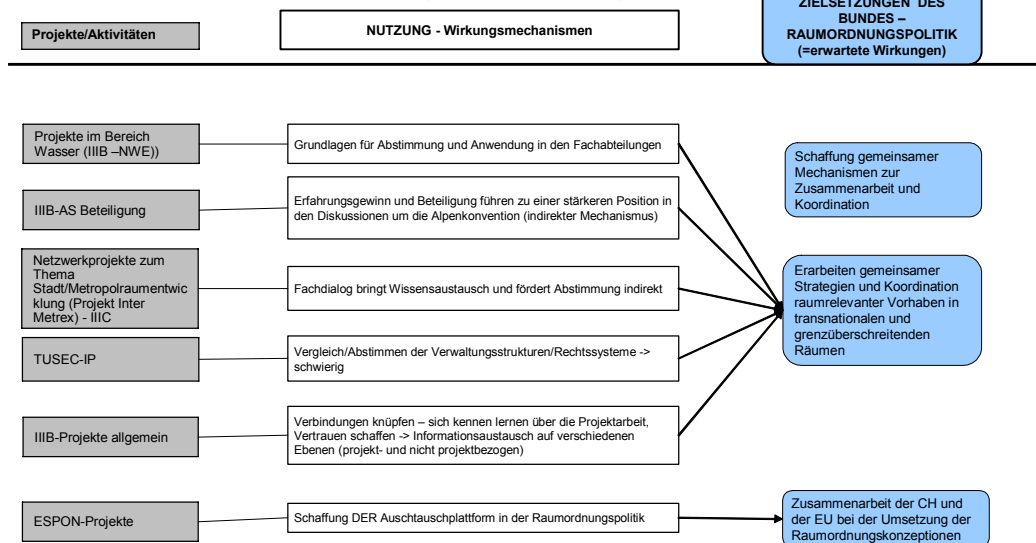 ZIELSETZUNGEN DES
BUNDES –
RAUMORDNUNGSPOLITIK
(=erwartete Wirkungen)
Projekte/Aktivitäten
NUTZUNG - Wirkungsmechanismen
Projekte im Bereich
Wasser (IIIB –NWE))
Grundlagen für Abstimmung und Anwendung in den Fachabteilungen
Schaffung gemeinsamer
Mechanismen zur
Zusammenarbeit und
Koordination
IIIB-AS Beteiligung
Erfahrungsgewinn und Beteiligung führen zu einer stärkeren Position in
den Diskussionen um die Alpenkonvention (indirekter Mechanismus)
Netzwerkprojekte zum
Thema
Stadt/Metropolraumentwic
klung (Projekt Inter
Metrex) - IIIC
Fachdialog bringt Wissensaustausch und fördert Abstimmung indirekt
Erarbeiten gemeinsamer
Strategien und Koordination
raumrelevanter Vorhaben in
transnationalen und
grenzüberschreitenden
Räumen
TUSEC-IP
Vergleich/Abstimmen der Verwaltungsstrukturen/Rechtssysteme ->
schwierig
IIIB-Projekte allgemein
Verbindungen knüpfen – sich kennen lernen über die Projektarbeit,
Vertrauen schaffen -> Informationsaustausch auf verschiedenen
Ebenen (projekt- und nicht projektbezogen)
ESPON-Projekte
Schaffung DER Auschtauschplattform in der Raumordnungspolitik
Zusammenarbeit der CH und
der EU bei der Umsetzung der
Raumordnungskonzeptionen